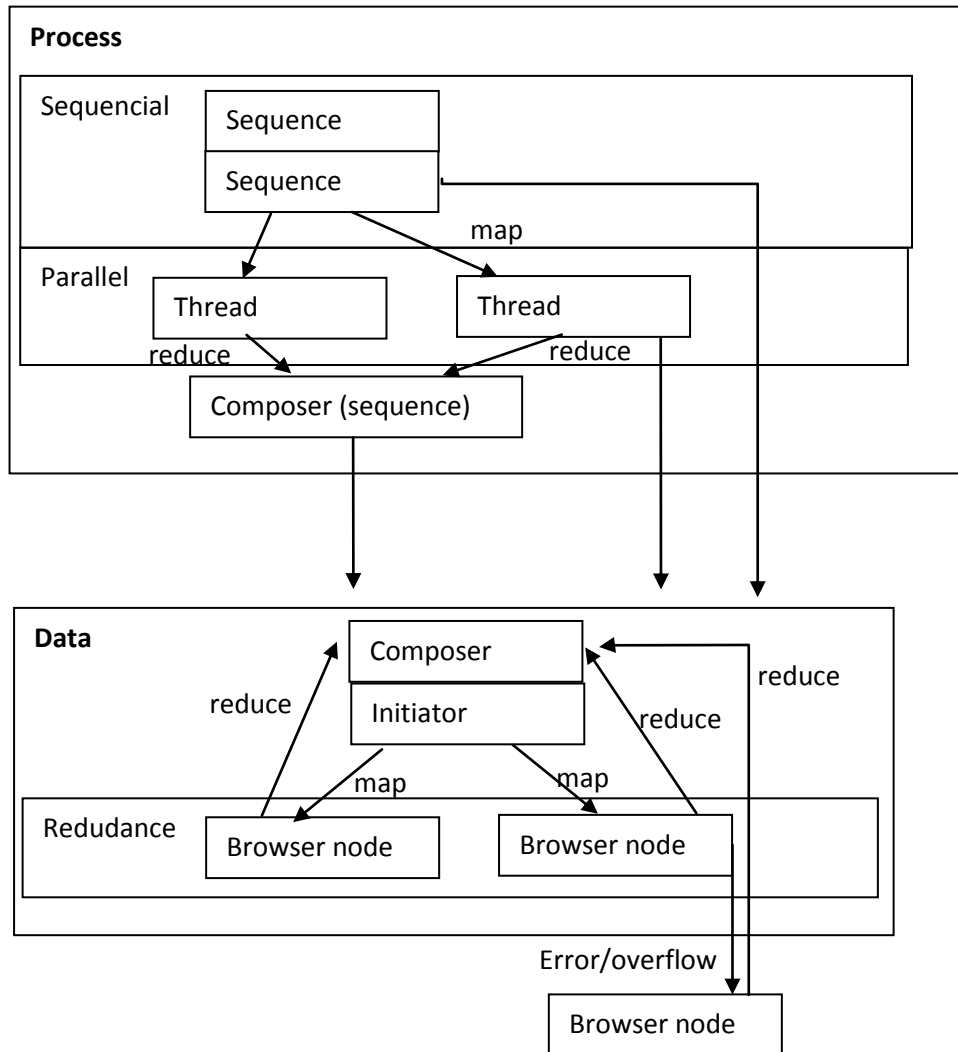 Process
Sequencial
Sequence
Sequence
map
Parallel
Thread
Thread
reduce
reduce
Composer (sequence)
Data
Composer
reduce
reduce
Initiator
reduce
map
map
Redudance
Browser node
Browser node
Error/overflow
Browser node